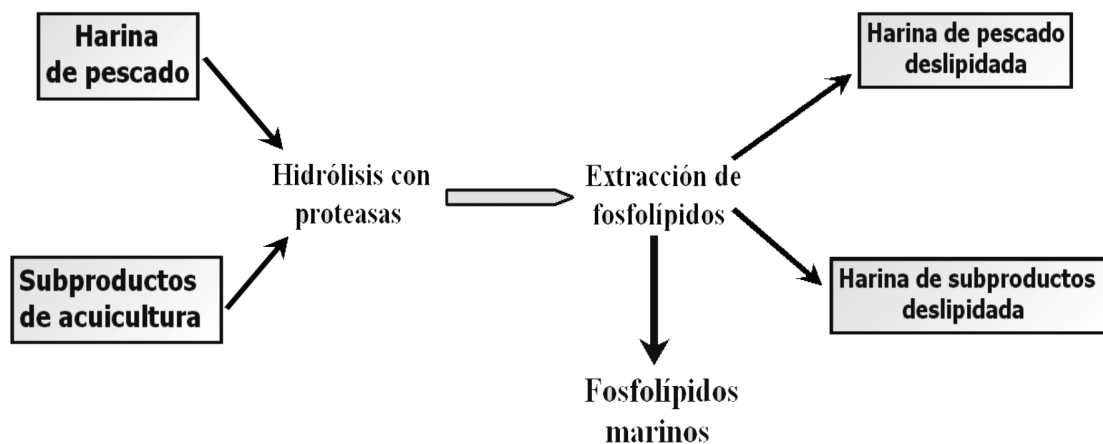 Harina
de pescado
Subproductos
de acuicultura
Hidrólisis con
proteasas
Extracción de
fosfolípidos
Harina de pescado
deslipidada
Harina de subproductos
deslipidada
Fosfolípidos
marinos